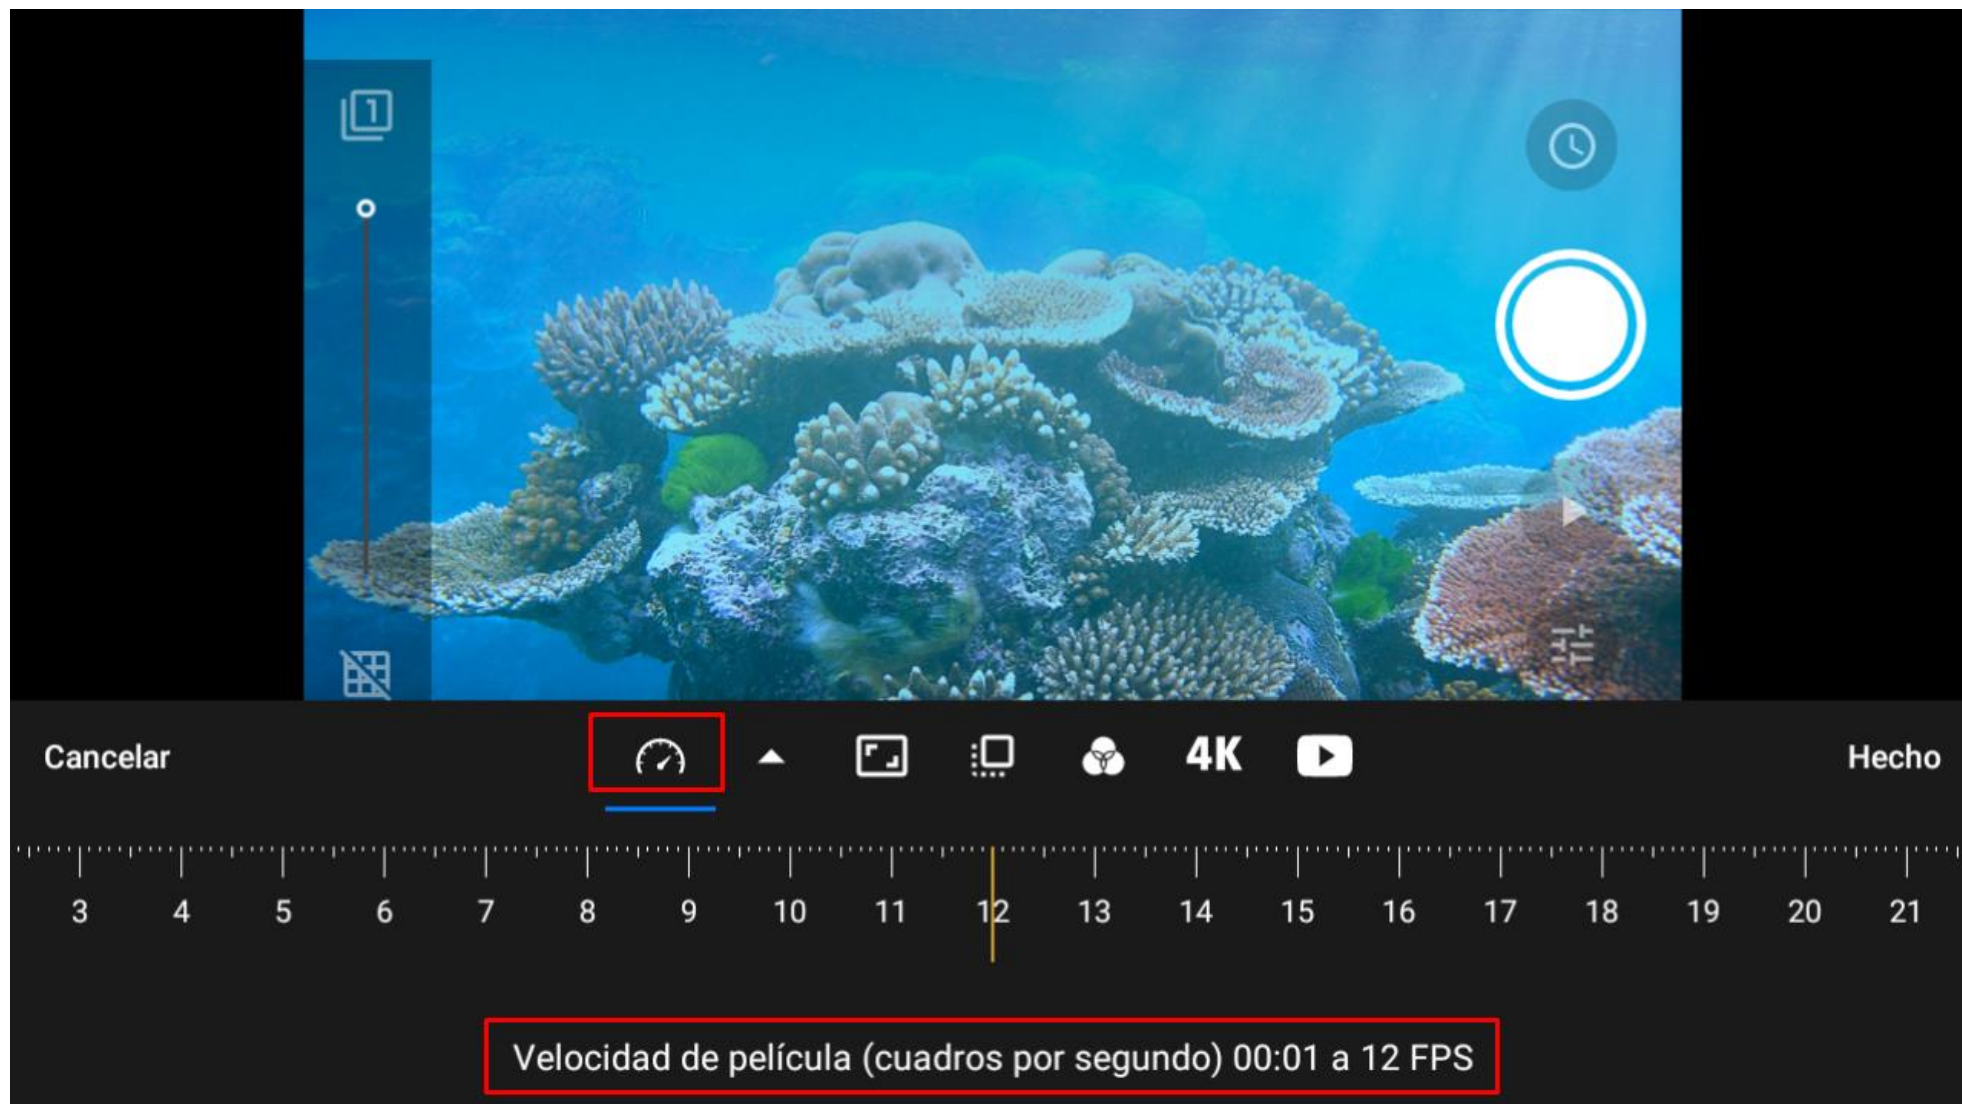 1
Cancelar
4K
Hecho
3 4 5 6 7 8 9 10 11 12 13 14 15 16 17 18 19 20 21
Velocidad de película (cuadros por segundo) 00:01 a 12 FPS